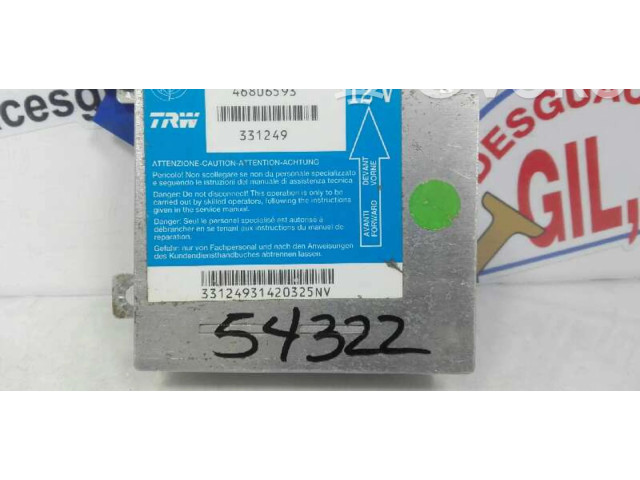 46806593
12V
TRW
331249
ATTENZIONE-CAUTION-ATTENTION-ACHTUNG
Pericolo! Non scollegare se non da personale specializzato
e seguendo le istruzioni del manuale di assistenza tecnica
Danger: Do not disconnect! This operation is only to be
carried out by skilled operators, following the instructions
given in the service manual.
Danger: Seul le personel specialisé est autorisé à
débrancher en se tenant aux instructions du manuel de
reparation.
Gefahr: nur von Fachpersonal und nach den Anweisungen
des Kundendiensthandbuches abtrennen lassen.
AVANTI DEVANT
FORWARD VORNE
33124931420325NV
54322
DESGUAC
GIL,